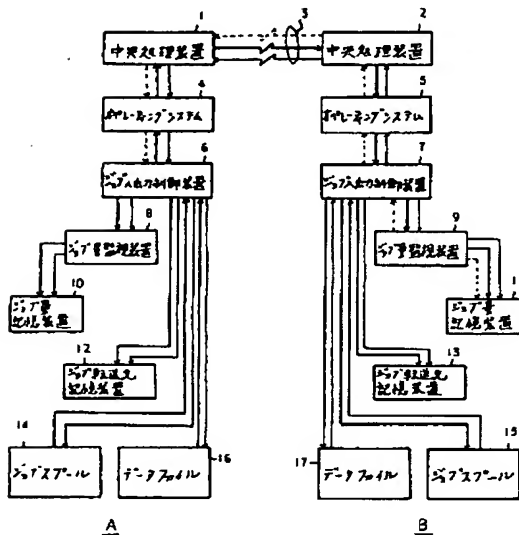 1
3
2
中央処理装置
中央処理装置
4
5
オペレーティングシステム
オペレーティングシステム
6
7
ジョブ入出力制御装置
ジョブ入出力制御装置
8
9
ジョブ量監視装置
ジョブ量監視装置
10
1
ジョブ量
記憶装置
ジョブ量
記憶装置
12
13
ジョブ転送先
記憶装置
ジョブ転送先
記憶装置
14
16
17
15
ジョブスプール
データファイル
データファイル
ジョブスプール
A
B